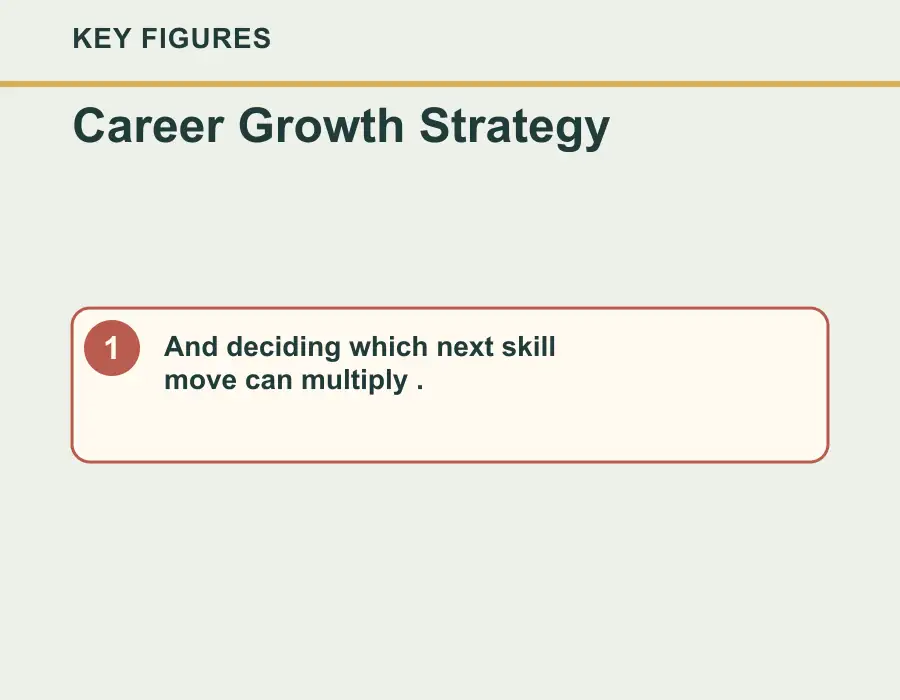 KEY FIGURES
Career Growth Strategy
1
And deciding which next skill
move can multiply .